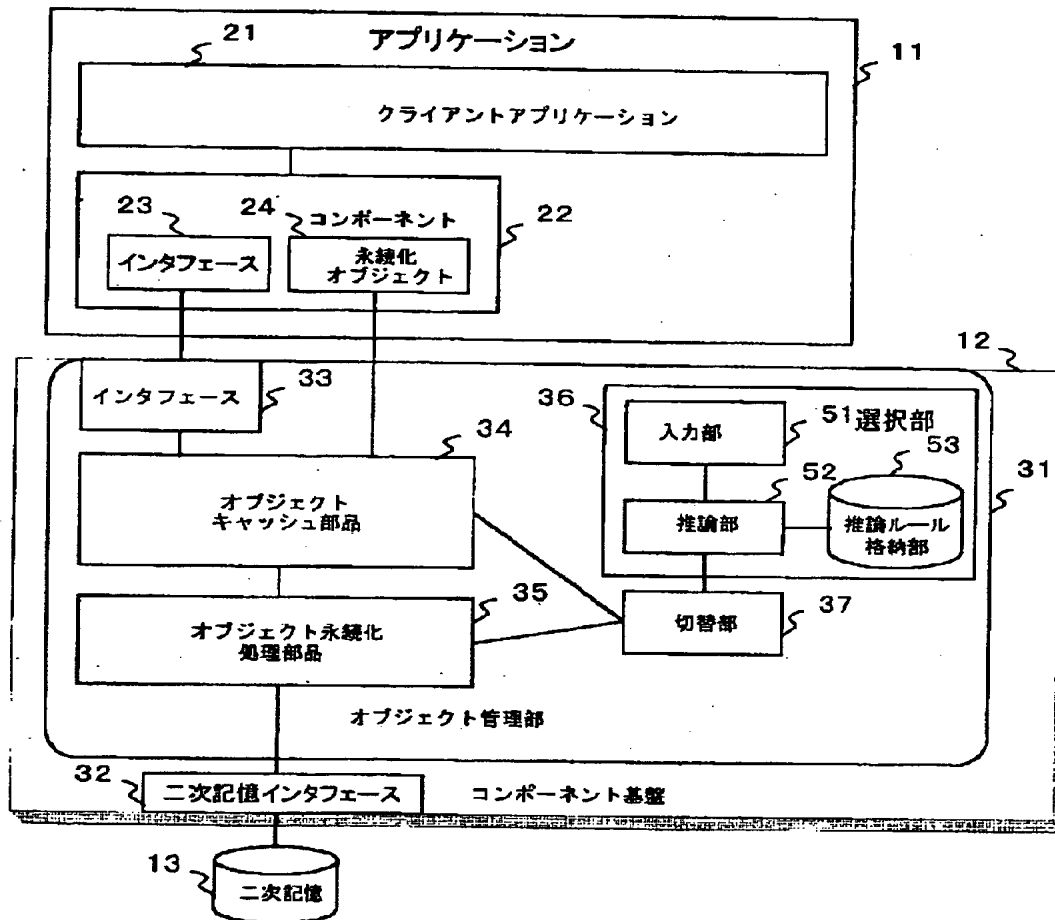 21
アプリケーション
11
クライアントアプリケーション
23
24
コンポーネント
22
インタフェース
永続化
オブジェクト
12
インタフェース
33
36
51
選択部
入力部
34
53
52
31
オブジェクト
キャッシュ部品
推論部
推論ルール
格納部
35
37
オブジェクト永続化
処理部品
切替部
オブジェクト管理部
32
二次記憶インタフェース
コンポーネント基盤
13
二次記憶